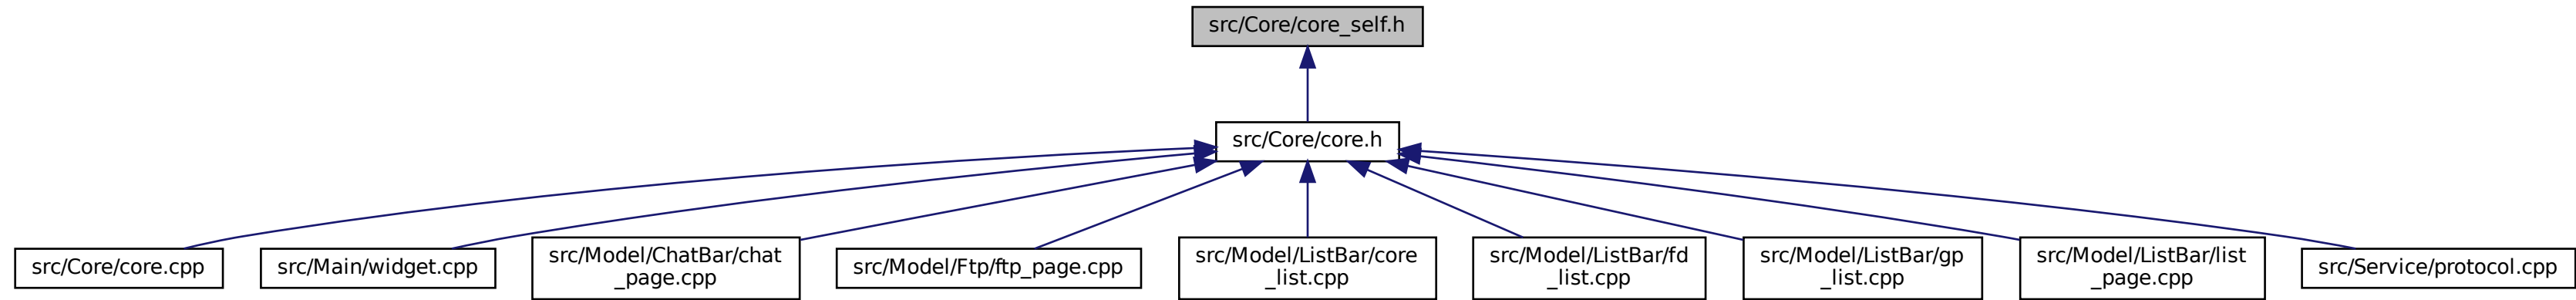 src/Core/core_self.h
src/Core/core.h
src/Core/core.cpp
src/Main/widget.cpp
src/Model/ChatBar/chat
_page.cpp
src/Model/Ftp/ftp_page.cpp
src/Model/ListBar/core
_list.cpp
src/Model/ListBar/fd
_list.cpp
src/Model/ListBar/gp
_list.cpp
src/Model/ListBar/list
_page.cpp
src/Service/protocol.cpp